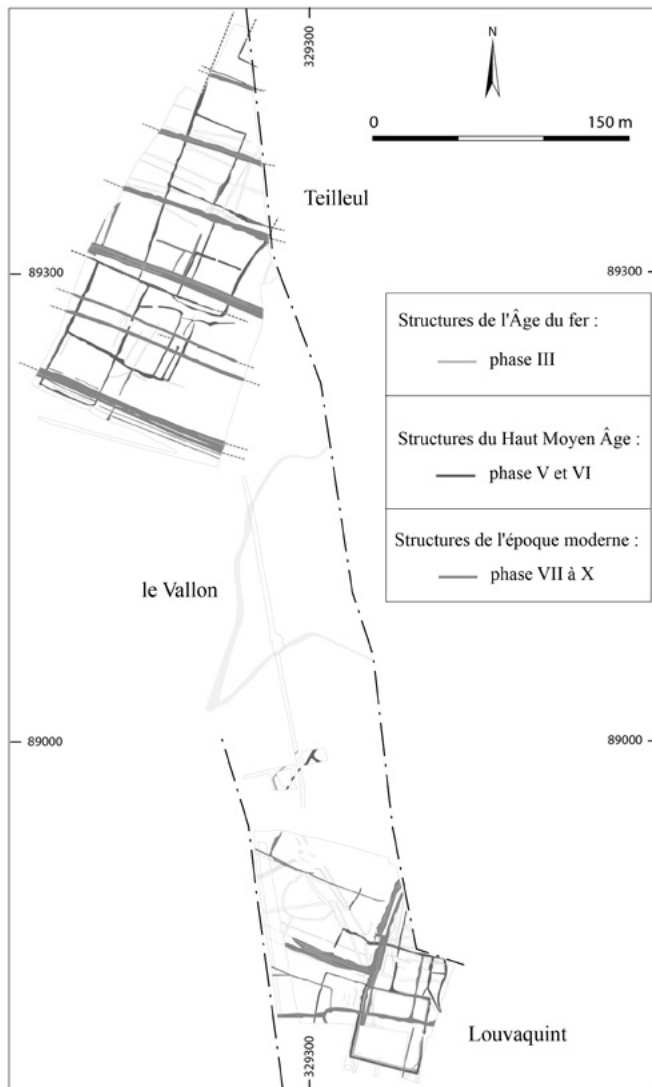 329300
N
0 150 m
Teilleul
89300
89300
Structures de l'Âge du fer :
phase III
Structures du Haut Moyen Âge :
phase V et VI
Structures de l'époque moderne :
phase VII à X
le Vallon
89000
89000
Louvaquint
329300